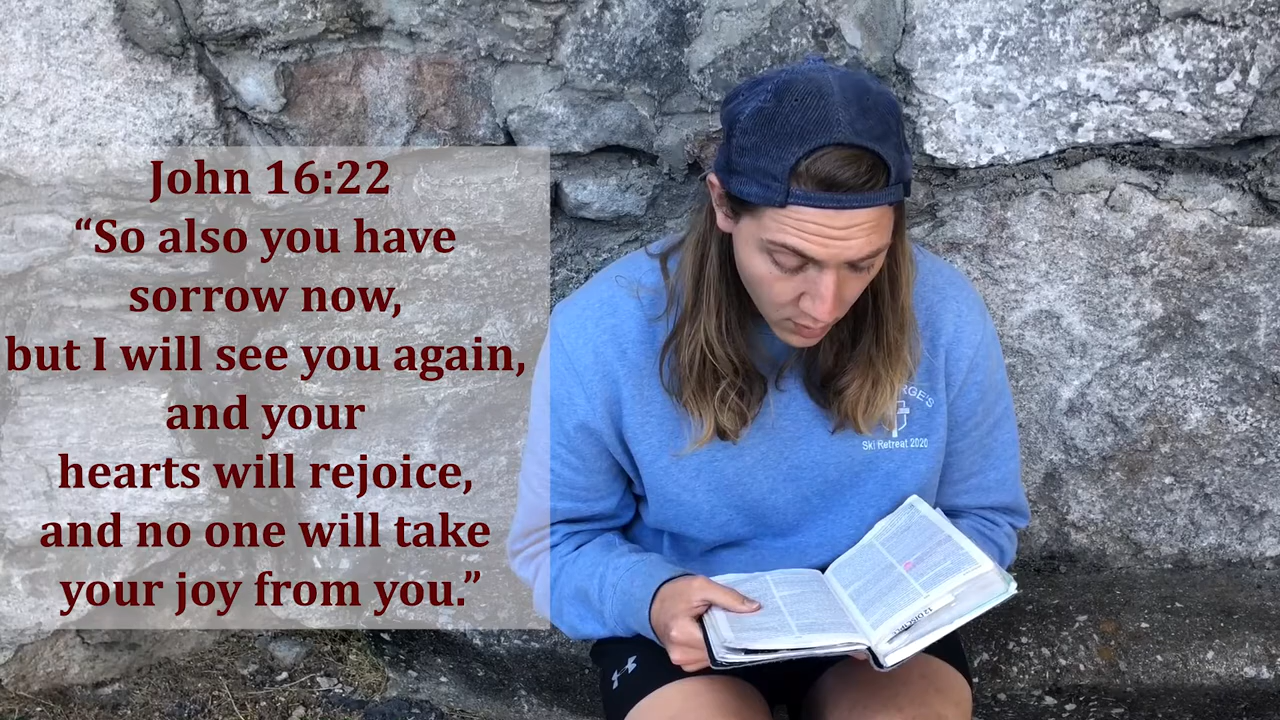 John 16:22
“So also you have
sorrow now,
but I will see you again,
and your
hearts will rejoice,
and no one will take
your joy from you.”
Ski Retreat 2020